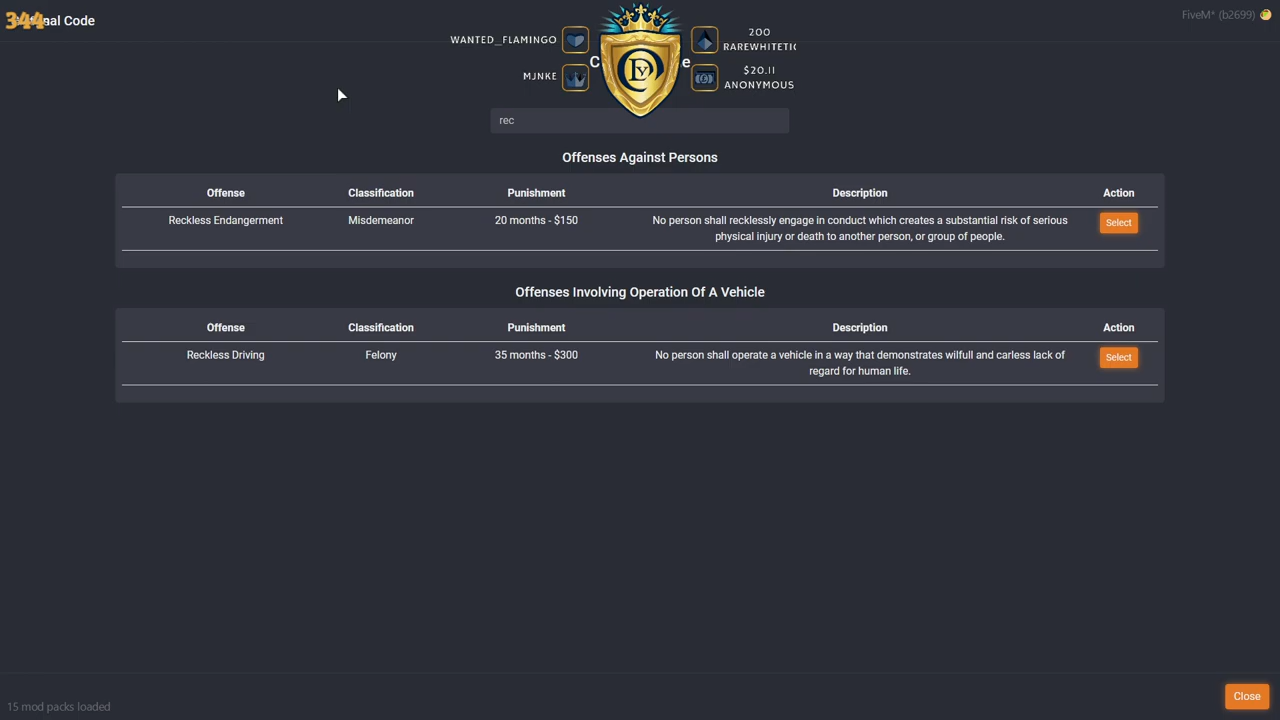 344
nal Code
FiveM* (b2699)
WANTED_FLAMINGO
200
RAREWHITETIG
MJNKE
$20.11
ANONYMOUS
C
e
rec
Offenses Against Persons
Offense Classification Punishment Description Action
Reckless Endangerment Misdemeanor 20 months - $150 No person shall recklessly engage in conduct which creates a substantial risk of serious Select
physical injury or death to another person, or group of people.
Offenses Involving Operation Of A Vehicle
Offense Classification Punishment Description Action
Reckless Driving Felony 35 months - $300 No person shall operate a vehicle in a way that demonstrates wilfull and carless lack of Select
regard for human life.
15 mod packs loaded
Close